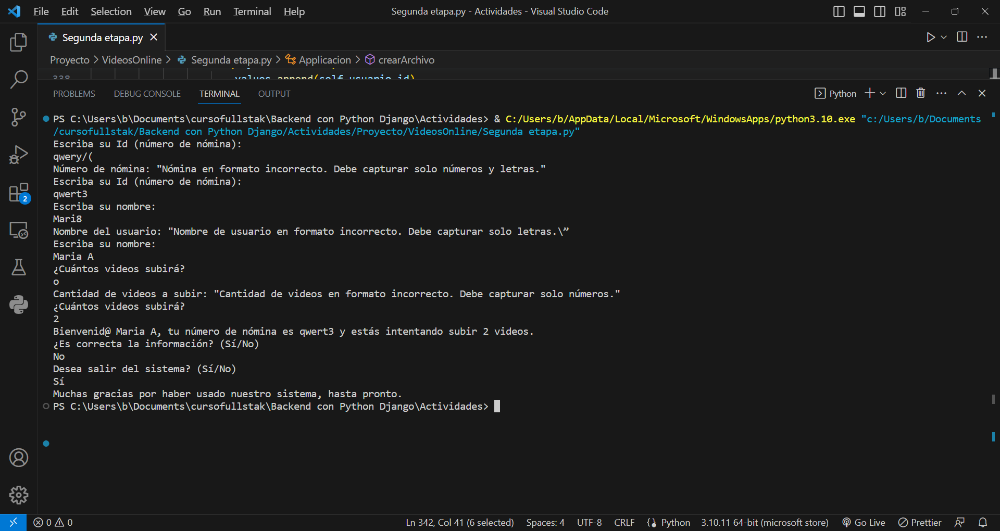 File Edit Selection View Go Run Terminal Help Segunda etapa.py - Actividades - Visual Studio Code
Segunda etapa.py
Proyecto > VideosOnline > Segunda etapa.py > Applicacion > crearArchivo
338 values.append(self.usuario.id)
PROBLEMS DEBUG CONSOLE TERMINAL OUTPUT Python
PS C:\Users\b\Documents\cursofullstak\Backend con Python Django\Actividades> & C:/Users/b/AppData/Local/Microsoft/WindowsApps/python3.10.exe "c:/Users/b/Documents
/cursofullstak/Backend con Python Django/Actividades/Proyecto/VideosOnline/Segunda etapa.py"
Escriba su Id (número de nómina):
qwery/(
Número de nómina: "Nómina en formato incorrecto. Debe capturar solo números y letras."
Escriba su Id (número de nómina):
qwert3
Escriba su nombre:
Mari8
Nombre del usuario: "Nombre de usuario en formato incorrecto. Debe capturar solo letras.\”
Escriba su nombre:
Maria A
¿Cuántos videos subirá?
o
Cantidad de videos a subir: "Cantidad de videos en formato incorrecto. Debe capturar solo números."
¿Cuántos videos subirá?
2
Bienvenid@ Maria A, tu número de nómina es qwert3 y estás intentando subir 2 videos.
¿Es correcta la información? (Sí/No)
No
Desea salir del sistema? (Sí/No)
Sí
Muchas gracias por haber usado nuestro sistema, hasta pronto.
PS C:\Users\b\Documents\cursofullstak\Backend con Python Django\Actividades>
2
0 0 Ln 342, Col 41 (6 selected) Spaces: 4 UTF-8 CRLF Python 3.10.11 64-bit (microsoft store) Go Live Prettier